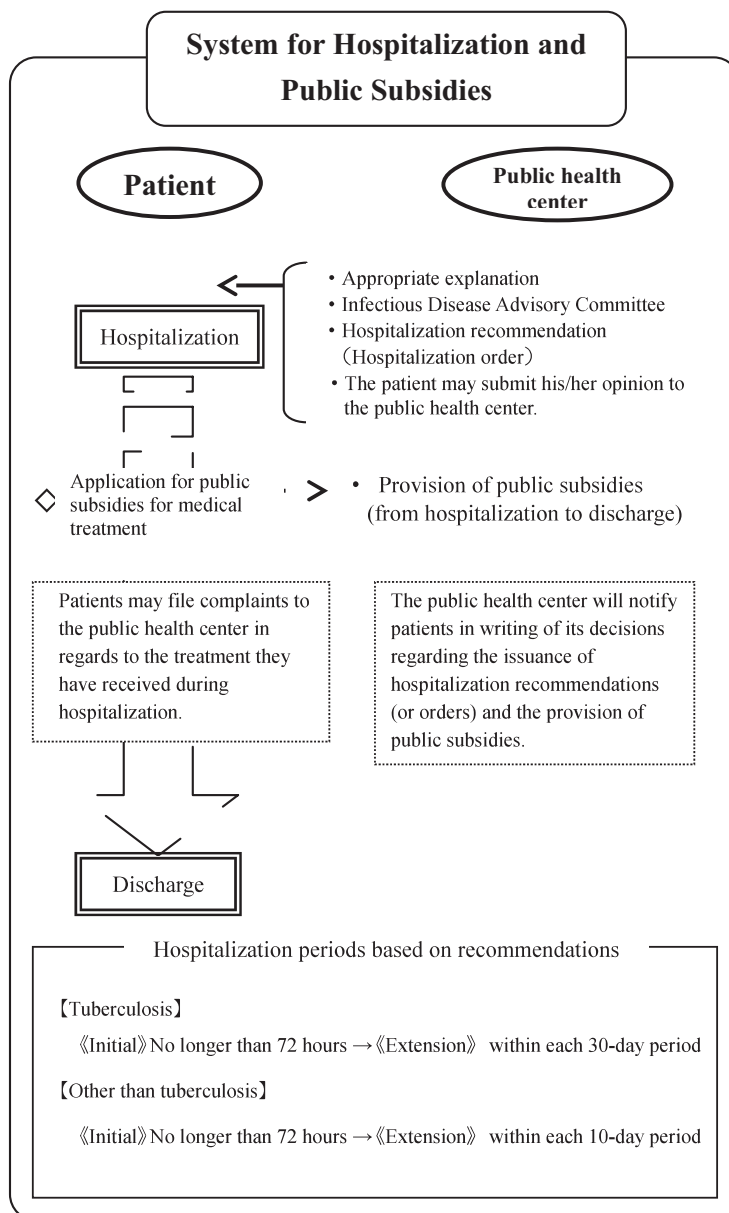 System for Hospitalization and
Public Subsidies
Patient
Public health
center
Hospitalization
・Appropriate explanation
・Infectious Disease Advisory Committee
・Hospitalization recommendation
（Hospitalization order）
・The patient may submit his/her opinion to
the public health center.
◇ Application for public
subsidies for medical
treatment
・ Provision of public subsidies
(from hospitalization to discharge)
Patients may file complaints to
the public health center in
regards to the treatment they
have received during
hospitalization.
The public health center will notify
patients in writing of its decisions
regarding the issuance of
hospitalization recommendations
(or orders) and the provision of
public subsidies.
Discharge
Hospitalization periods based on recommendations
【Tuberculosis】
《Initial》No longer than 72 hours →《Extension》 within each 30-day period
【Other than tuberculosis】
《Initial》No longer than 72 hours →《Extension》 within each 10-day period